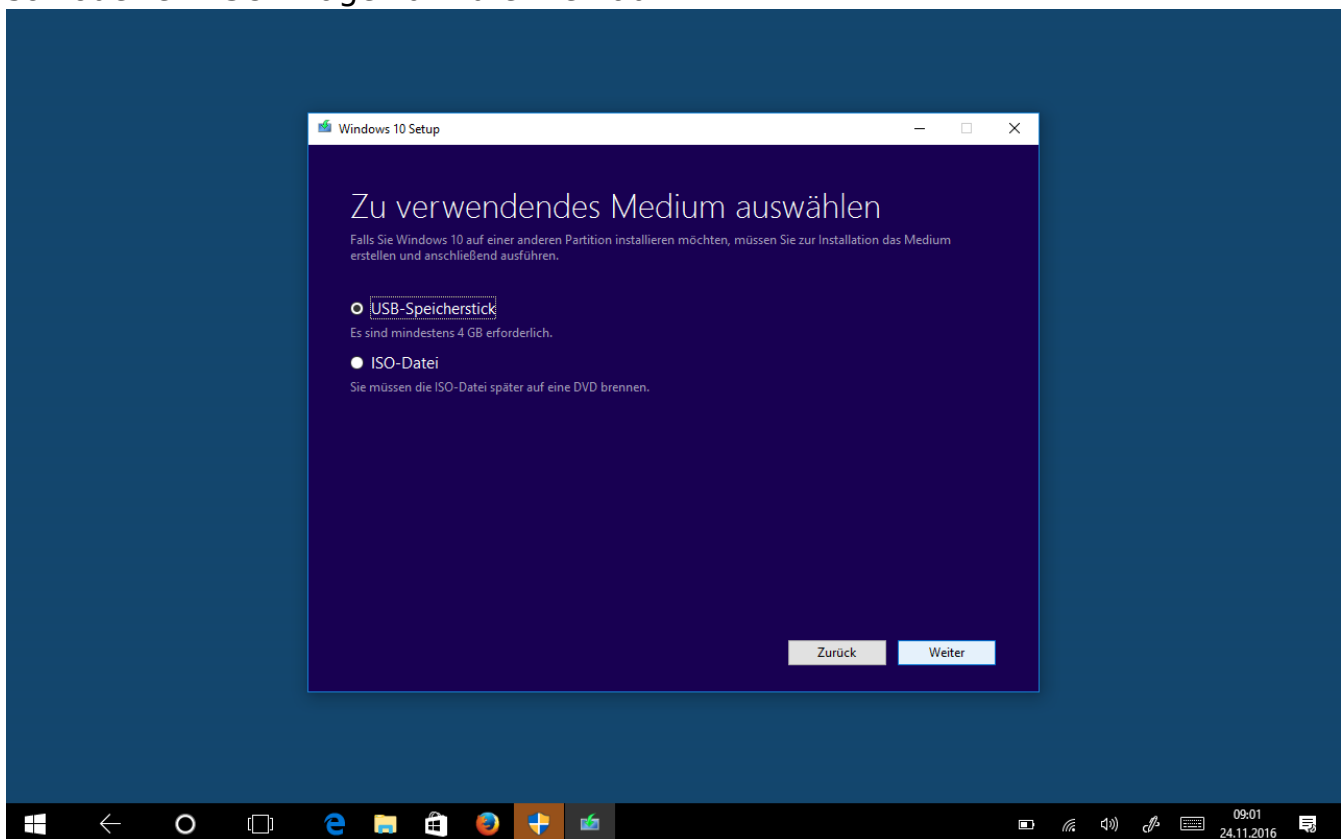 Windows 10 Setup
Zu verwendendes Medium auswählen
Falls Sie Windows 10 auf einer anderen Partition installieren möchten, müssen Sie zur Installation das Medium
erstellen und anschließend ausführen.
USB-Speicherstick
Es sind mindestens 4 GB erforderlich.
ISO-Datei
Sie müssen die ISO-Datei später auf eine DVD brennen.
Zurück
Weiter
09:01
24.11.2016